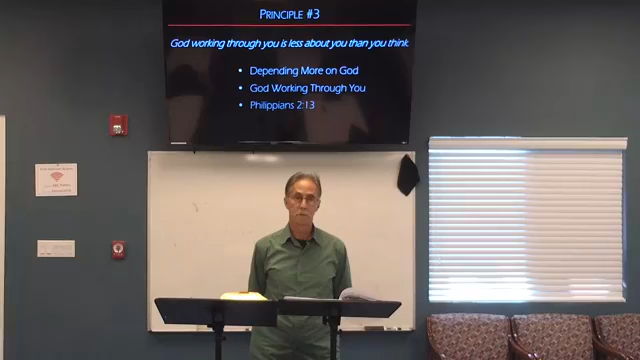 PRINCIPLE #3
God working through you is less about you than you think
• Depending More on God
• God Working Through You
• Philippians 2:13